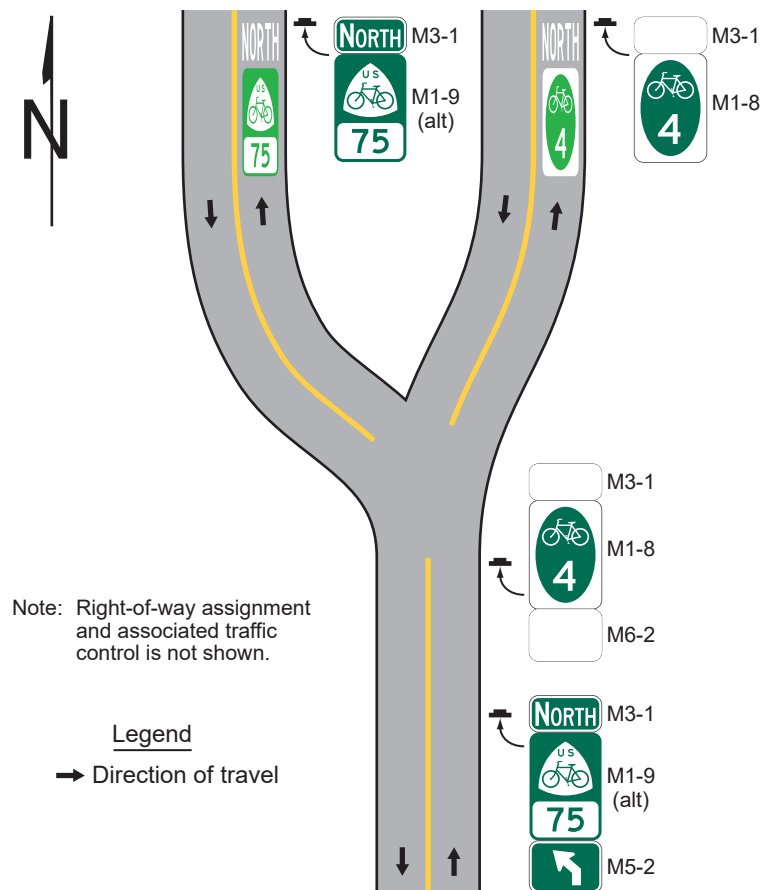 NORTH
US
75
NORTH
M3-1
US
M1-9
(alt)
75
NORTH
4
M3-1
M1-8
4
N
M3-1
M1-8
4
M6-2
Note: Right-of-way assignment
and associated traffic
control is not shown.
NORTH
M3-1
US
M1-9
(alt)
75
M5-2
Legend
Direction of travel